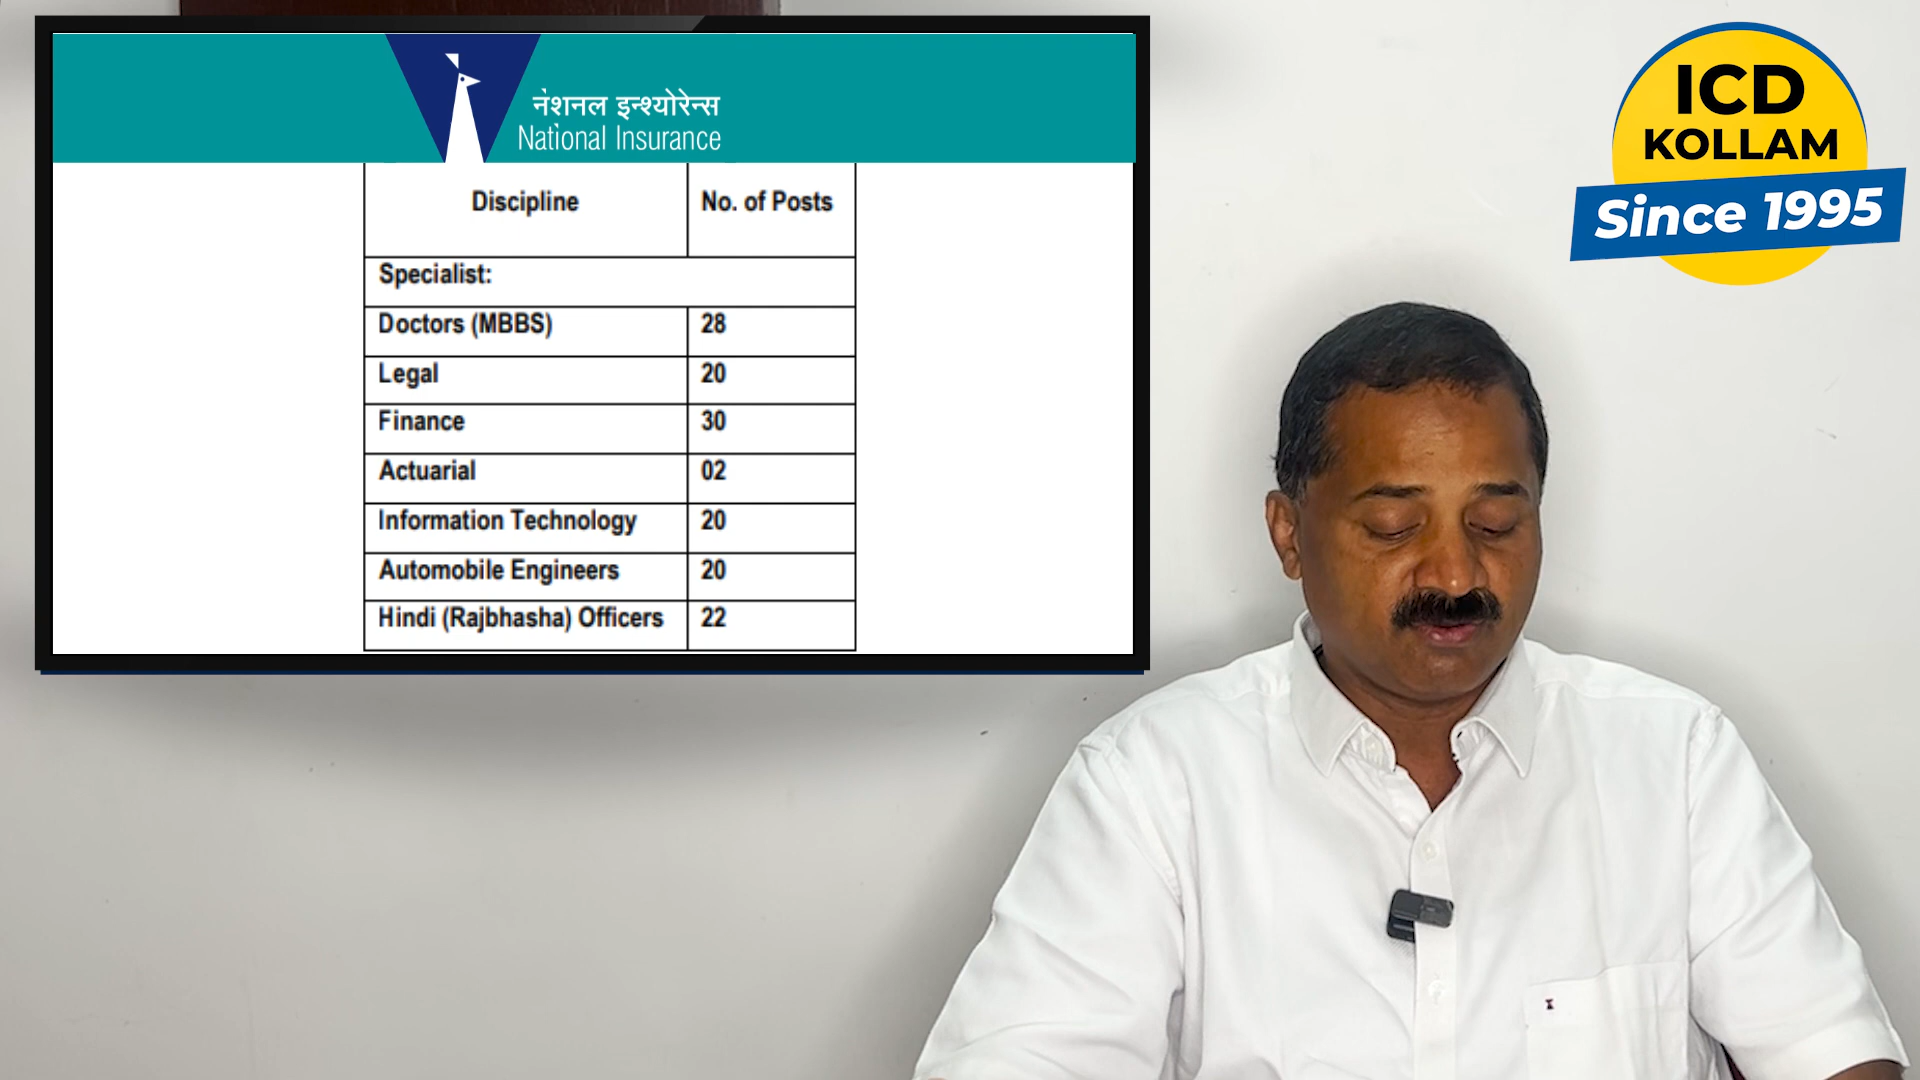 नेशनल इन्श्योरेन्स
National Insurance
Discipline No. of Posts
Specialist:
Doctors (MBBS) 28
Legal 20
Finance 30
Actuarial 02
Information Technology 20
Automobile Engineers 20
Hindi (Rajbhasha) Officers 22
ICD
KOLLAM
Since 1995